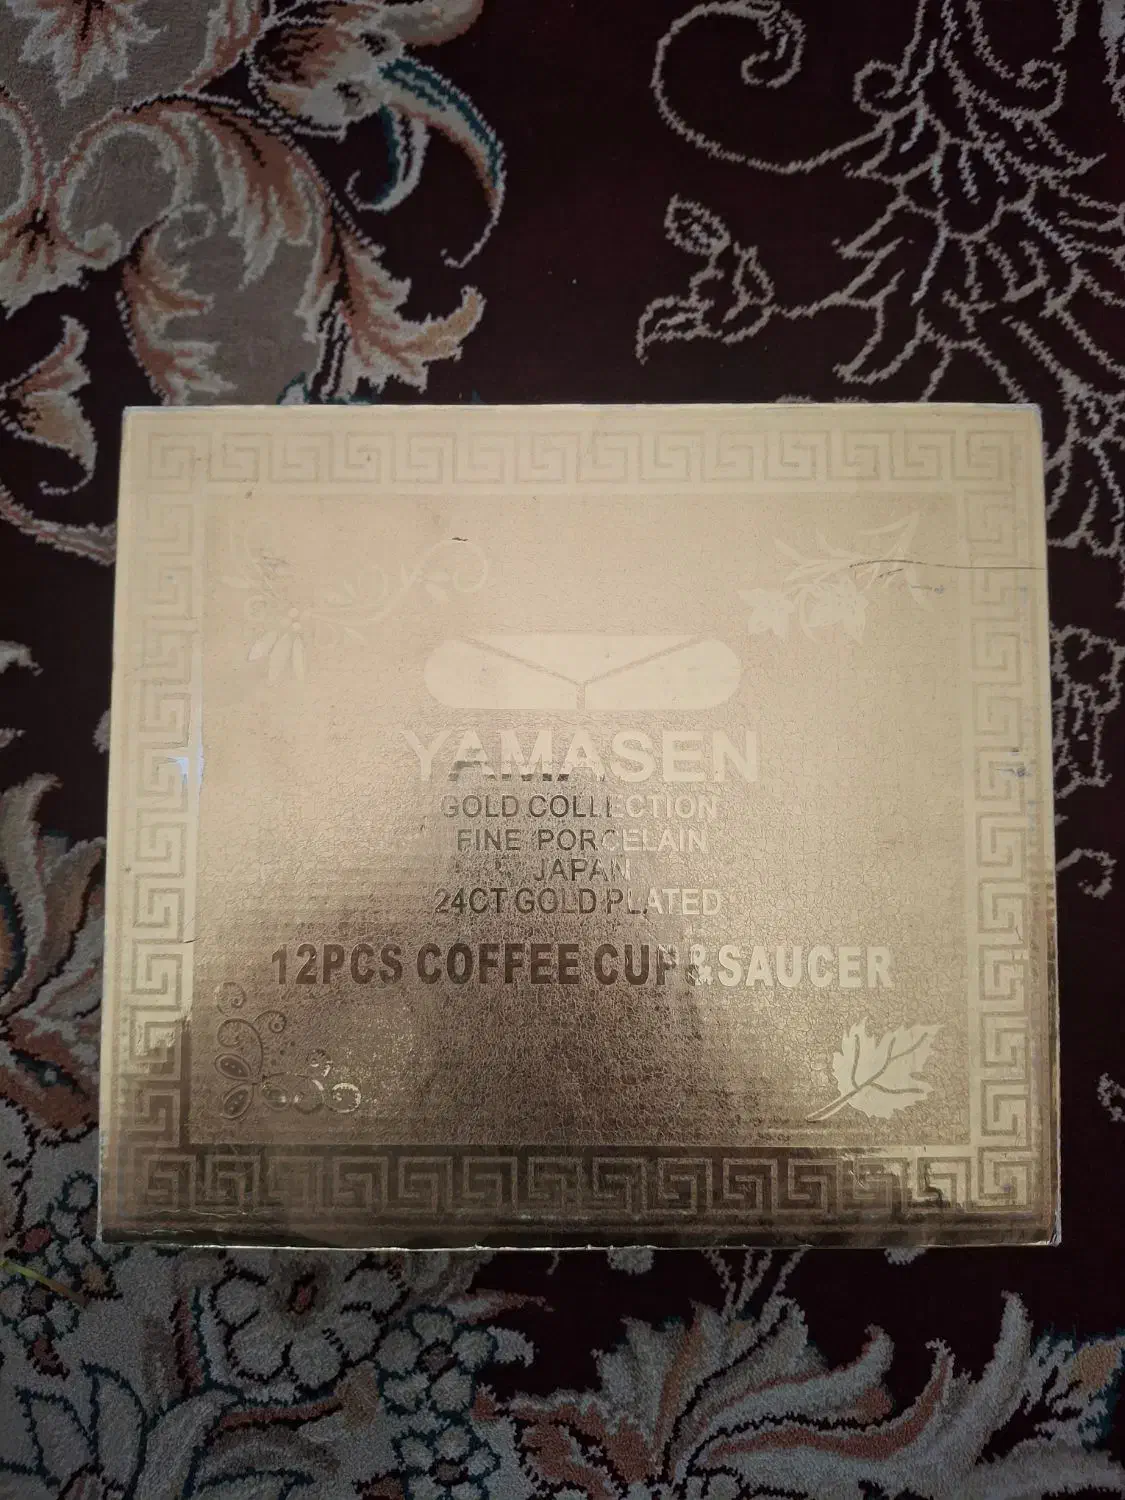 YAMASEN
GOLD COLLECTION
FINE PORCELAIN
JAPAN
24CT GOLD PLATED
12PCS COFFEE CUP & SAUCER